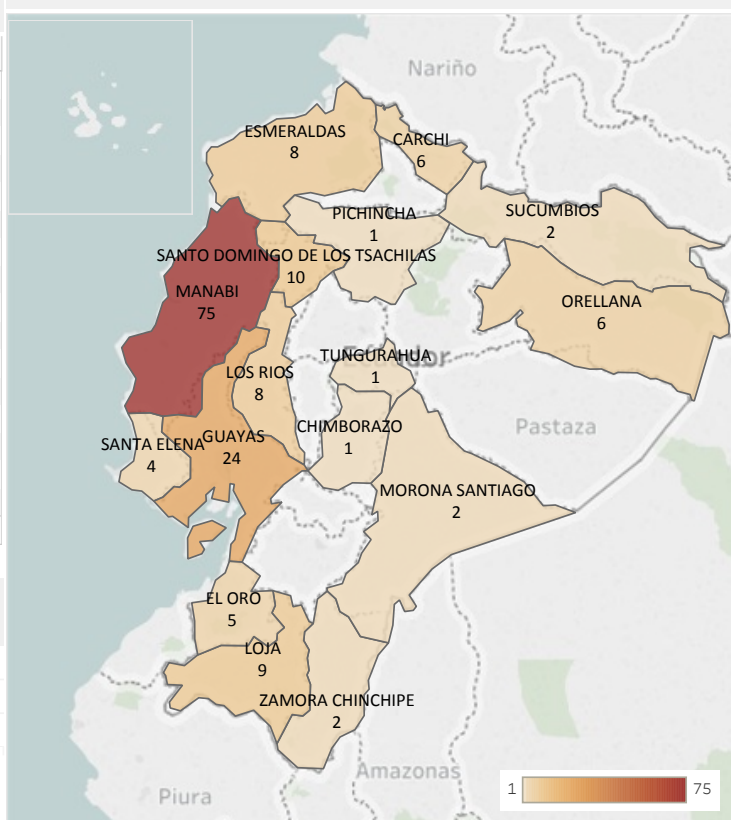 Nariño
ESMERALDAS
8
CARCHI
6
PICHINCHA
1
SUCUMBIOS
2
SANTO DOMINGO DE LOS TSACHILAS
10
MANABI
75
ORELLANA
6
TUNGURAHUA
1
Ecuador
LOS RIOS
8
CHIMBORAZO
1
Pastaza
SANTA ELENA
4
GUAYAS
24
MORONA SANTIAGO
2
EL ORO
5
LOJA
9
ZAMORA CHINCHIPE
2
Amazonas
Piura
1 75